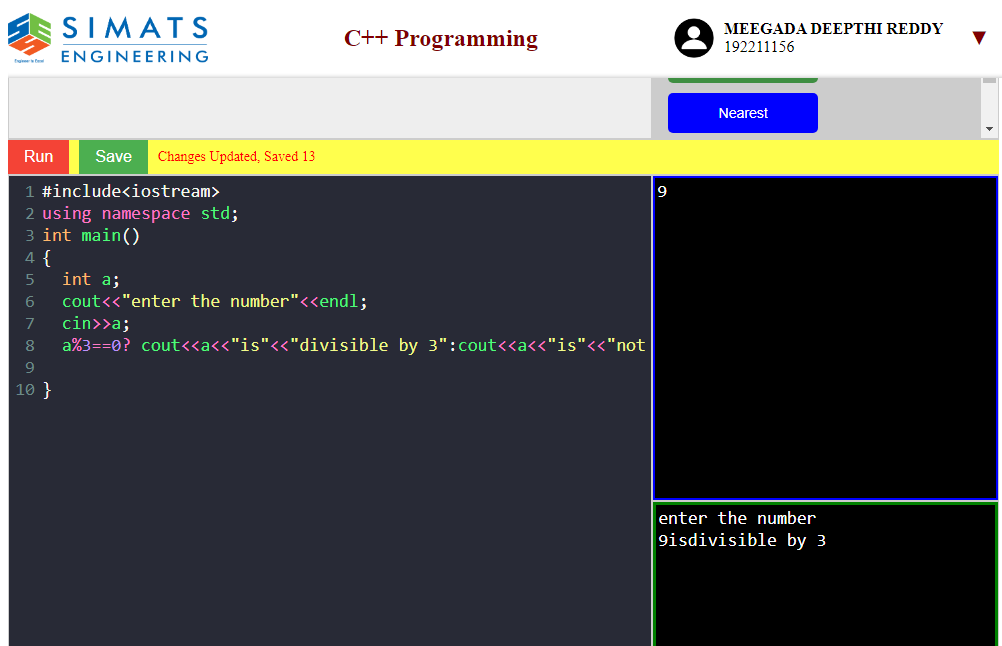 SIMATS
ENGINEERING
Engineer to Excel
C++ Programming
MEEGADA DEEPTHI REDDY
192211156
Nearest
Run Save Changes Updated, Saved 13
1 #include<iostream>
2 using namespace std;
3 int main()
4 {
5 int a;
6 cout<<"enter the number"<<endl;
7 cin>>a;
8 a%3==0? cout<<a<<"is"<<"divisible by 3":cout<<a<<"is"<<"not
9
10 }
9
enter the number
9isdivisible by 3